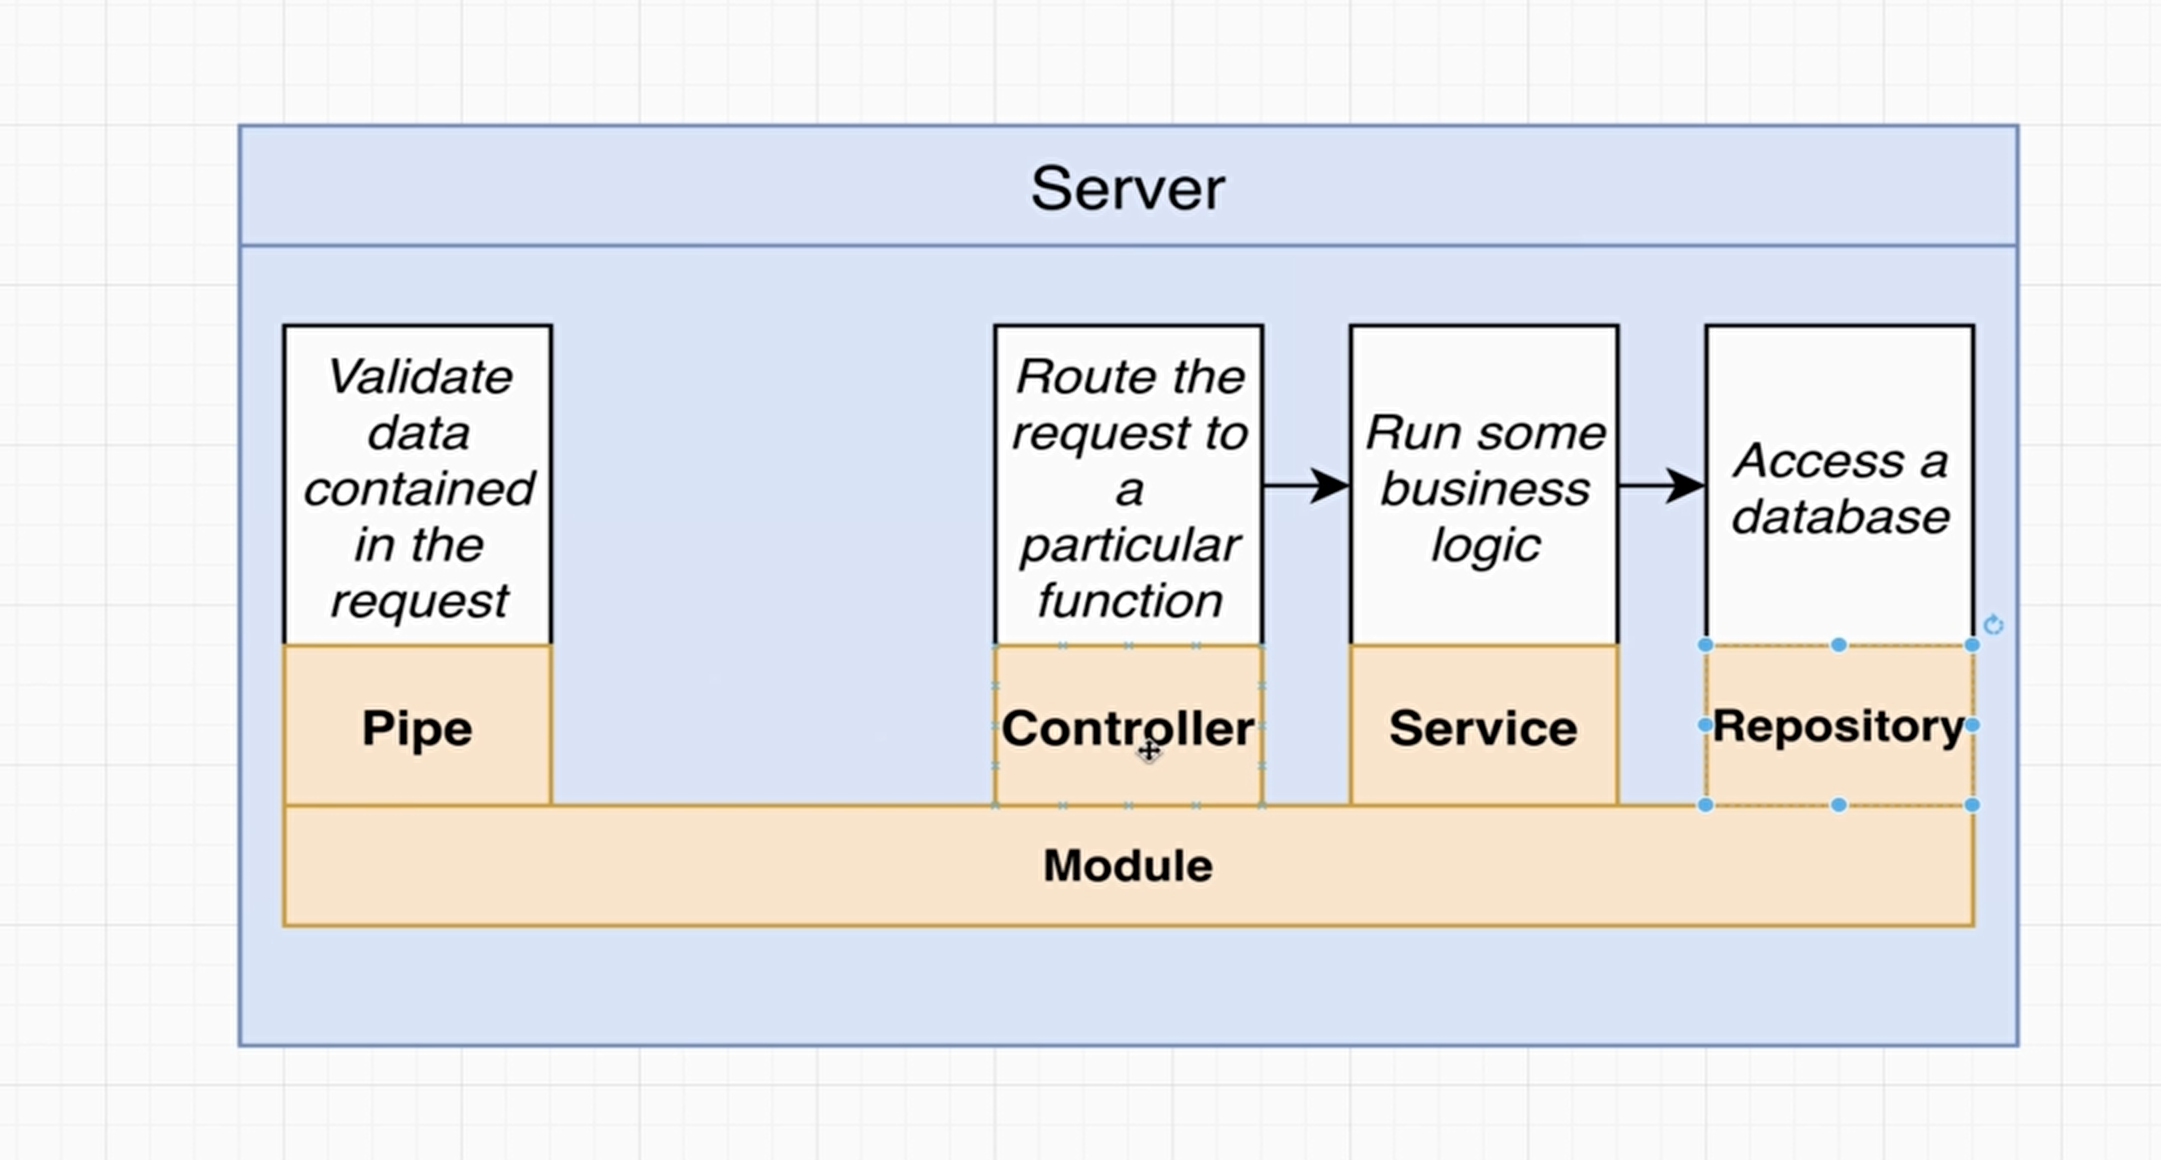 Server
Validate
data
contained
in the
request
Route the
request to
a
particular
function
Run some
business
logic
Access a
database
Pipe
Controller
Service
Repository
Module